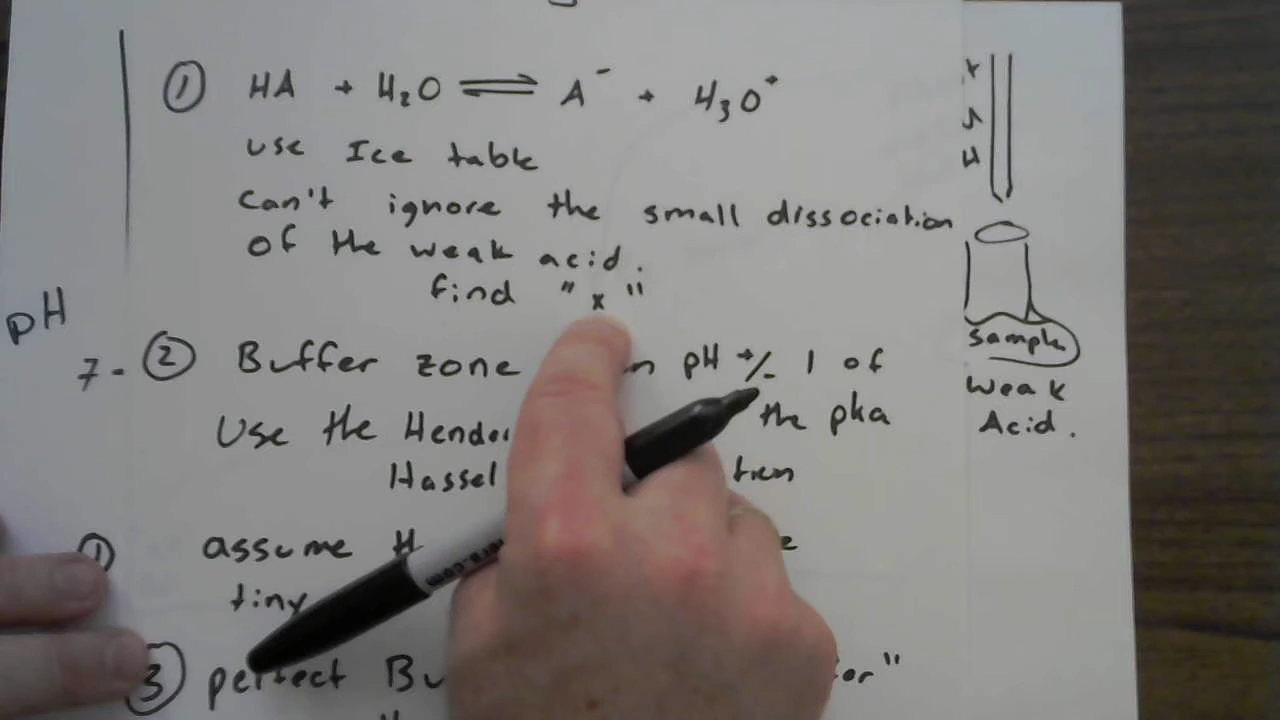 ① HA + H₂O ⇌ A⁻ + H₃O⁺
use Ice table
can't ignore the small dissociation
of the weak acid.
find "x"
pH
7 - ② Buffer zone pH +/- 1 of
the pka
Use the
Hassel
① assume H
tiny
③ perfect
Sample
Weak
Acid.